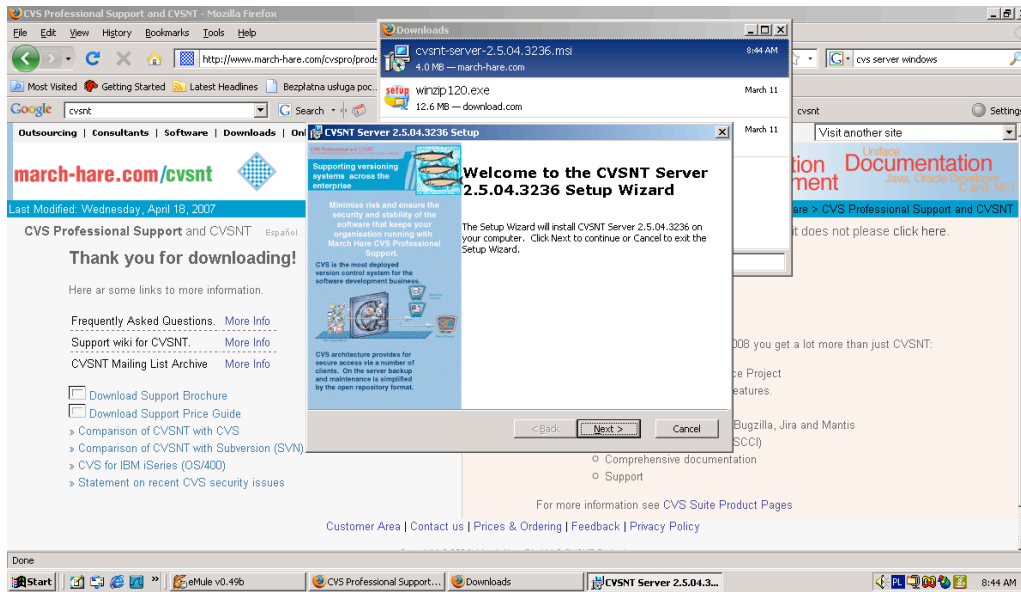 CVS Professional Support and CVSNT - Mozilla Firefox
File Edit View History Bookmarks Tools Help
http://www.march-hare.com/cvspro/prods
G cvs server windows
Most Visited Getting Started Latest Headlines Bezpłatna usługa poc...
Google cvsnt G Search cvsnt Settings
Downloads
cvsnt-server-2.5.04.3236.msi 8:44 AM
4.0 MB — march-hare.com
setup winzip120.exe March 11
12.6 MB — download.com
March 11
Outsourcing | Consultants | Software | Downloads | Onl
Visit another site
march-hare.com/cvsnt
tion Documentation
ment
Uniface
Java, Oracle Developer,
C and .NET
Last Modified: Wednesday, April 18, 2007
are > CVS Professional Support and CVSNT
CVS Professional Support and CVSNT Español
it does not please click here.
Thank you for downloading!
Here ar some links to more information.
Frequently Asked Questions. More Info
Support wiki for CVSNT. More Info
CVSNT Mailing List Archive More Info
Download Support Brochure
Download Support Price Guide
» Comparison of CVSNT with CVS
» Comparison of CVSNT with Subversion (SVN)
» CVS for IBM iSeries (OS/400)
» Statement on recent CVS security issues
CVSNT Server 2.5.04.3236 Setup
Supporting versioning
systems across the
enterprise
Minimise risk and ensure the
security and stability of the
software that keeps your
organisation running with
March Hare CVS Professional
Support.
CVS is the most deployed
version control system for the
software development business.
CVS architecture provides for
secure access via a number of
clients. On the server backup
and maintenance is simplified
by the open repository format.
Welcome to the CVSNT Server
2.5.04.3236 Setup Wizard
The Setup Wizard will install CVSNT Server 2.5.04.3236 on
your computer. Click Next to continue or Cancel to exit the
Setup Wizard.
< Back Next > Cancel
008 you get a lot more than just CVSNT:
ce Project
eatures.
Bugzilla, Jira and Mantis
SCCI)
Comprehensive documentation
Support
For more information see CVS Suite Product Pages
Customer Area | Contact us | Prices & Ordering | Feedback | Privacy Policy
Done
Start » eMule v0.49b CVS Professional Support... Downloads CVSNT Server 2.5.04.3... PL 8:44 AM